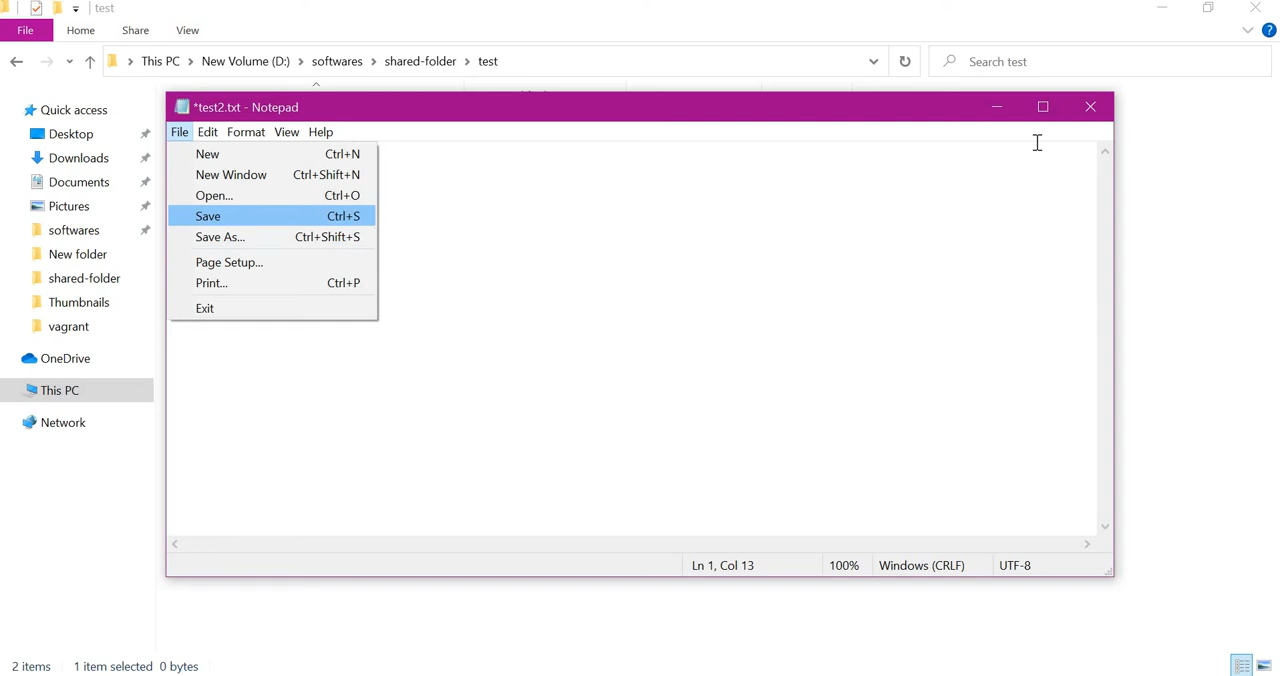 test
File Home Share View
This PC New Volume (D:) softwares shared-folder test Search test
*test2.txt - Notepad
File Edit Format View Help
New Ctrl+N
New Window Ctrl+Shift+N
Open... Ctrl+O
Save Ctrl+S
Save As... Ctrl+Shift+S
Page Setup...
Print... Ctrl+P
Exit
Quick access
Desktop
Downloads
Documents
Pictures
softwares
New folder
shared-folder
Thumbnails
vagrant
OneDrive
This PC
Network
Ln 1, Col 13 100% Windows (CRLF) UTF-8
2 items 1 item selected 0 bytes